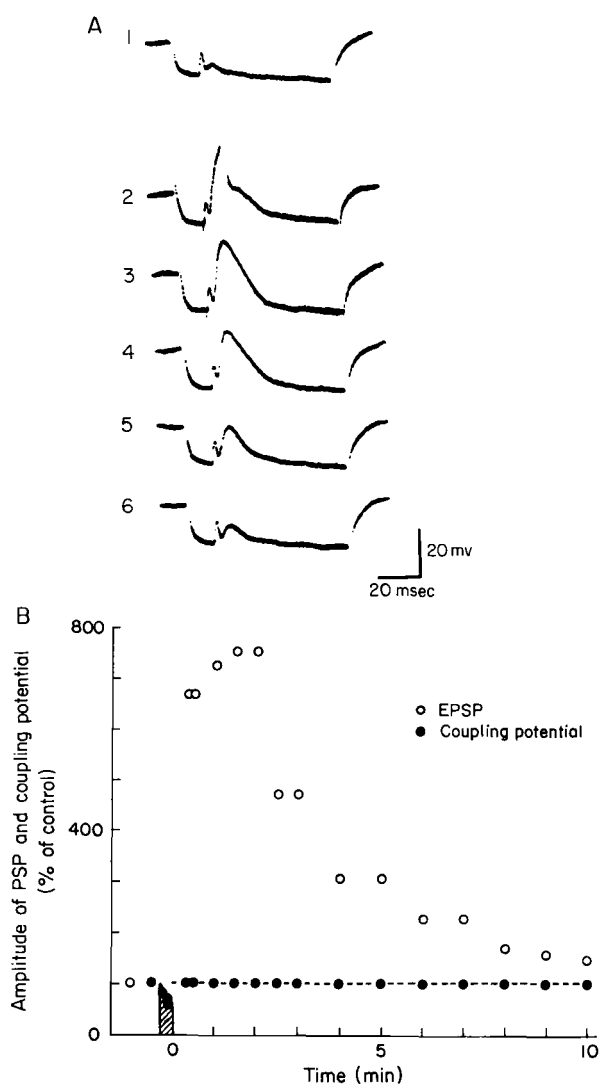 A
1
2
3
4
5
6
20 mv
20 msec
B
800
400
0
Amplitude of PSP and coupling potential
(% of control)
EPSP
Coupling potential
0
5
10
Time (min)